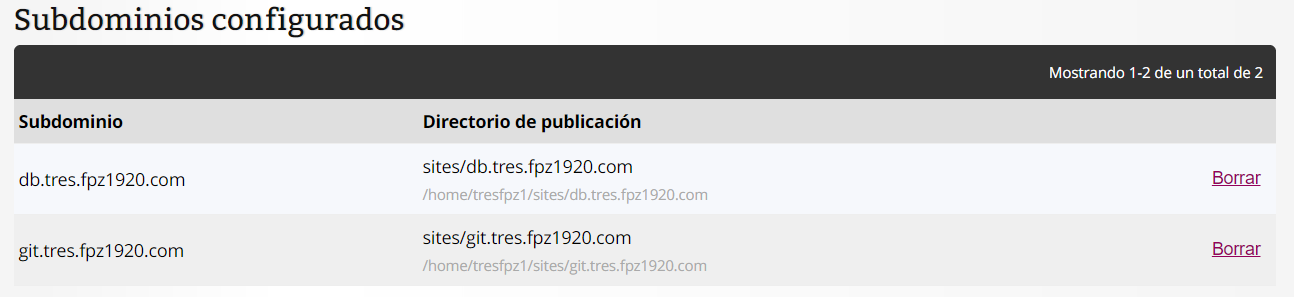 Subdominios configurados
Mostrando 1-2 de un total de 2
Subdominio Directorio de publicación
db.tres.fpz1920.com sites/db.tres.fpz1920.com Borrar
/home/tresfpz1/sites/db.tres.fpz1920.com
git.tres.fpz1920.com sites/git.tres.fpz1920.com Borrar
/home/tresfpz1/sites/git.tres.fpz1920.com